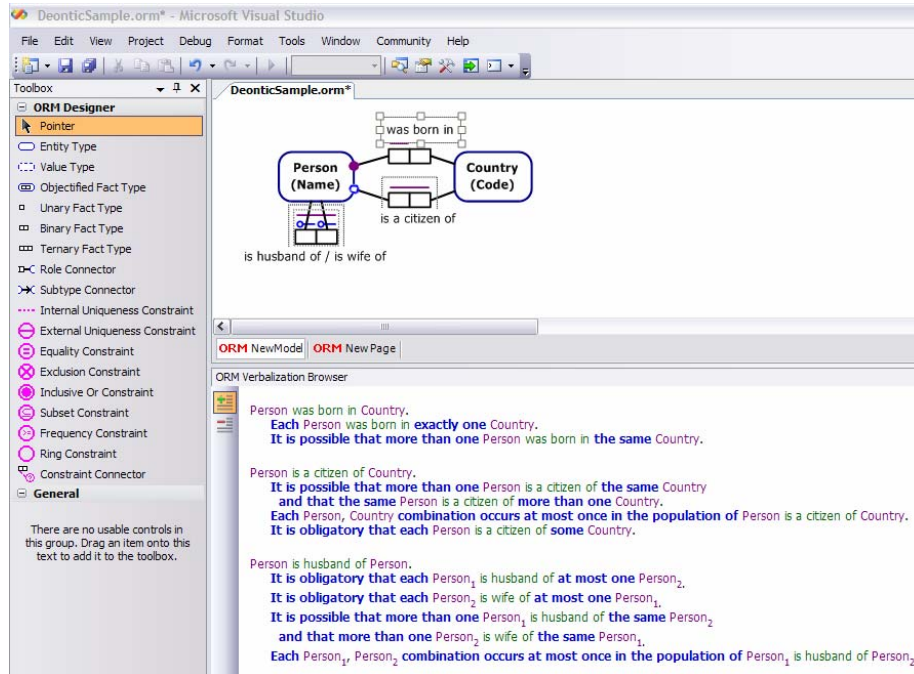 DeonticSample.orm* - Microsoft Visual Studio
File Edit View Project Debug Format Tools Window Community Help
Toolbox
ORM Designer
Pointer
Entity Type
Value Type
Objectified Fact Type
Unary Fact Type
Binary Fact Type
Ternary Fact Type
Role Connector
Subtype Connector
Internal Uniqueness Constraint
External Uniqueness Constraint
Equality Constraint
Exclusion Constraint
Inclusive Or Constraint
Subset Constraint
Frequency Constraint
Ring Constraint
Constraint Connector
General
There are no usable controls in
this group. Drag an item onto this
text to add it to the toolbox.
DeonticSample.orm*
was born in
Person
(Name)
Country
(Code)
is a citizen of
is husband of / is wife of
ORM NewModel ORM New Page
ORM Verbalization Browser
Person was born in Country.
Each Person was born in exactly one Country.
It is possible that more than one Person was born in the same Country.
Person is a citizen of Country.
It is possible that more than one Person is a citizen of the same Country
and that the same Person is a citizen of more than one Country.
Each Person, Country combination occurs at most once in the population of Person is a citizen of Country.
It is obligatory that each Person is a citizen of some Country.
Person is husband of Person.
It is obligatory that each Person1 is husband of at most one Person2.
It is obligatory that each Person2 is wife of at most one Person1.
It is possible that more than one Person1 is husband of the same Person2
and that more than one Person2 is wife of the same Person1.
Each Person1, Person2 combination occurs at most once in the population of Person1 is husband of Person2